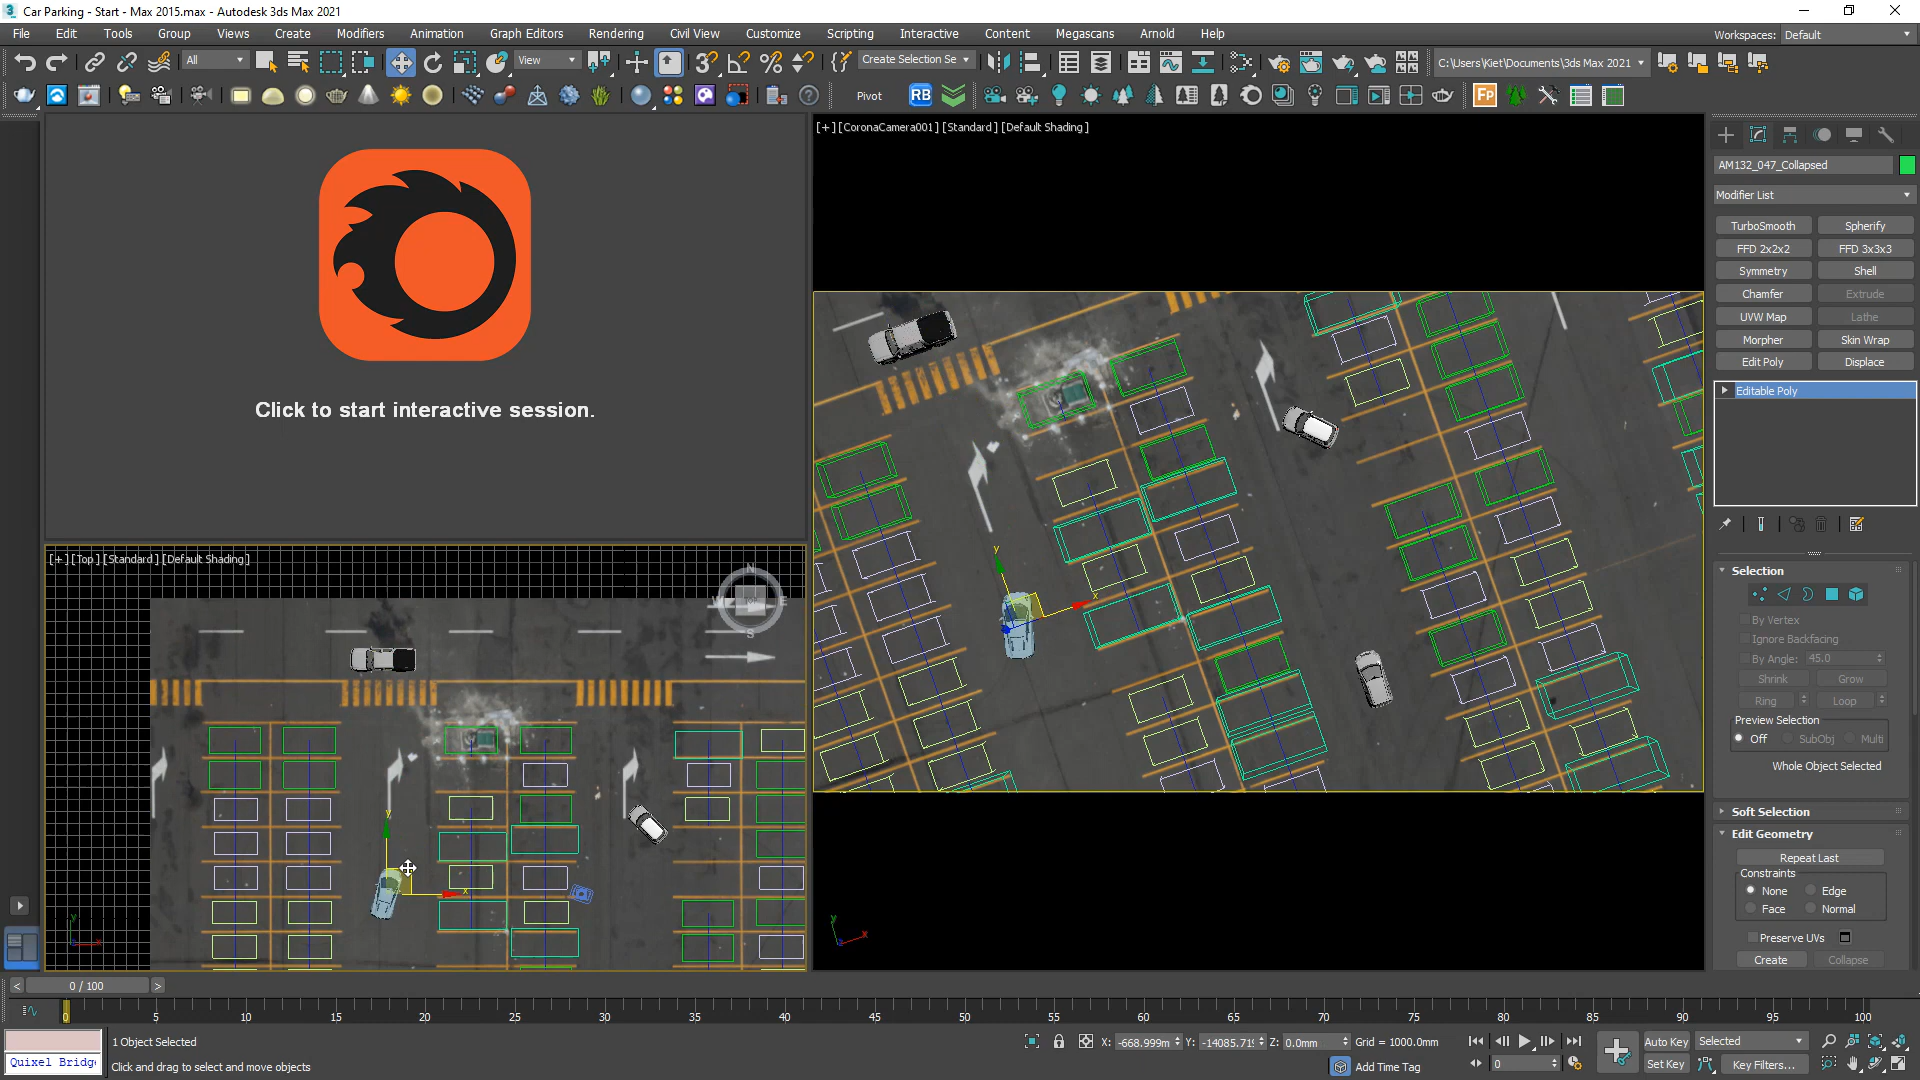 Car Parking - Start - Max 2015.max - Autodesk 3ds Max 2021
File Edit Tools Group Views Create Modifiers Animation Graph Editors Rendering Civil View Customize Scripting Interactive Content Megascans Arnold Help
Workspaces: Default
All
View
Create Selection Se
C:\Users\Kiet\Documents\3ds Max 2021
Pivot
RB
Fp
Click to start interactive session.
[+] [CoronaCamera001] [Standard] [Default Shading]
[+] [Top] [Standard] [Default Shading]
N
W
E
S
y
x
y
x
y
x
y
x
AM132_047_Collapsed
Modifier List
TurboSmooth Spherify
FFD 2x2x2 FFD 3x3x3
Symmetry Shell
Chamfer Extrude
UVW Map Lathe
Morpher Skin Wrap
Edit Poly Displace
Editable Poly
Selection
By Vertex
Ignore Backfacing
By Angle: 45.0
Shrink Grow
Ring Loop
Preview Selection
Off SubObj Multi
Whole Object Selected
Soft Selection
Edit Geometry
Repeat Last
Constraints
None Edge
Face Normal
Preserve UVs
Create Collapse
< 0 / 100 >
0 5 10 15 20 25 30 35 40 45 50 55 60 65 70 75 80 85 90 95 100
Quixel Bridg
1 Object Selected
Click and drag to select and move objects
X: -668.999m Y: -14085.719 Z: 0.0mm Grid = 1000.0mm
Add Time Tag
0
Auto Key Selected
Set Key Key Filters...